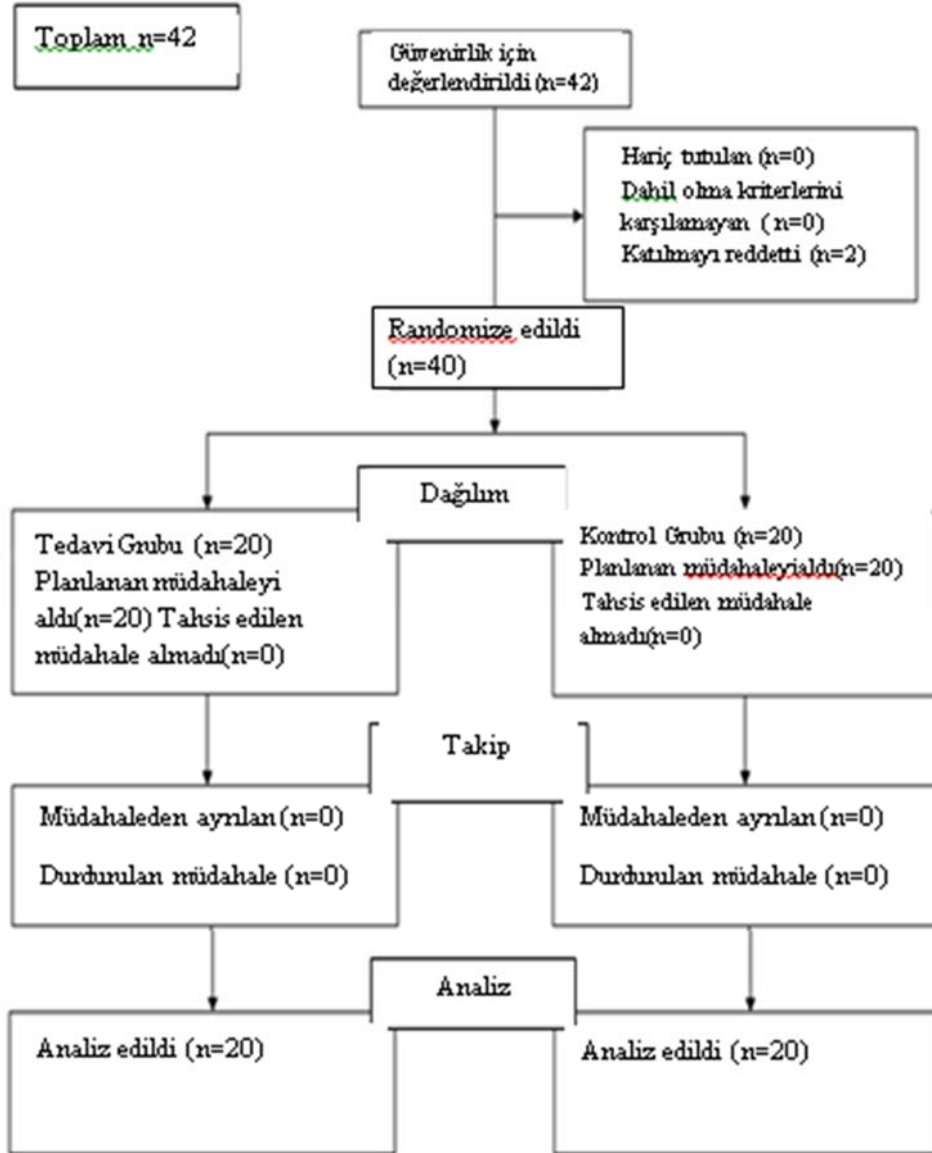 Toplam n=42
Güvenirlik için
değerlendirildi (n=42)
Hariç tutulan (n=0)
Dahil olma kriterlerini
karşılamayan ( n=0)
Katılmayı reddetti (n=2)
Randomize edildi
(n=40)
Dağılım
Tedavi Grubu (n=20)
Planlanan müdahaleyi
aldı(n=20) Tahsis edilen
müdahale almadı(n=0)
Kontrol Grubu (n=20)
Planlanan müdahaleyialdı(n=20)
Tahsis edilen müdahale
almadı(n=0)
Takip
Müdahaleden ayrılan (n=0)
Durdurulan müdahale (n=0)
Müdahaleden ayrılan (n=0)
Durdurulan müdahale (n=0)
Analiz
Analiz edildi (n=20)
Analiz edildi (n=20)